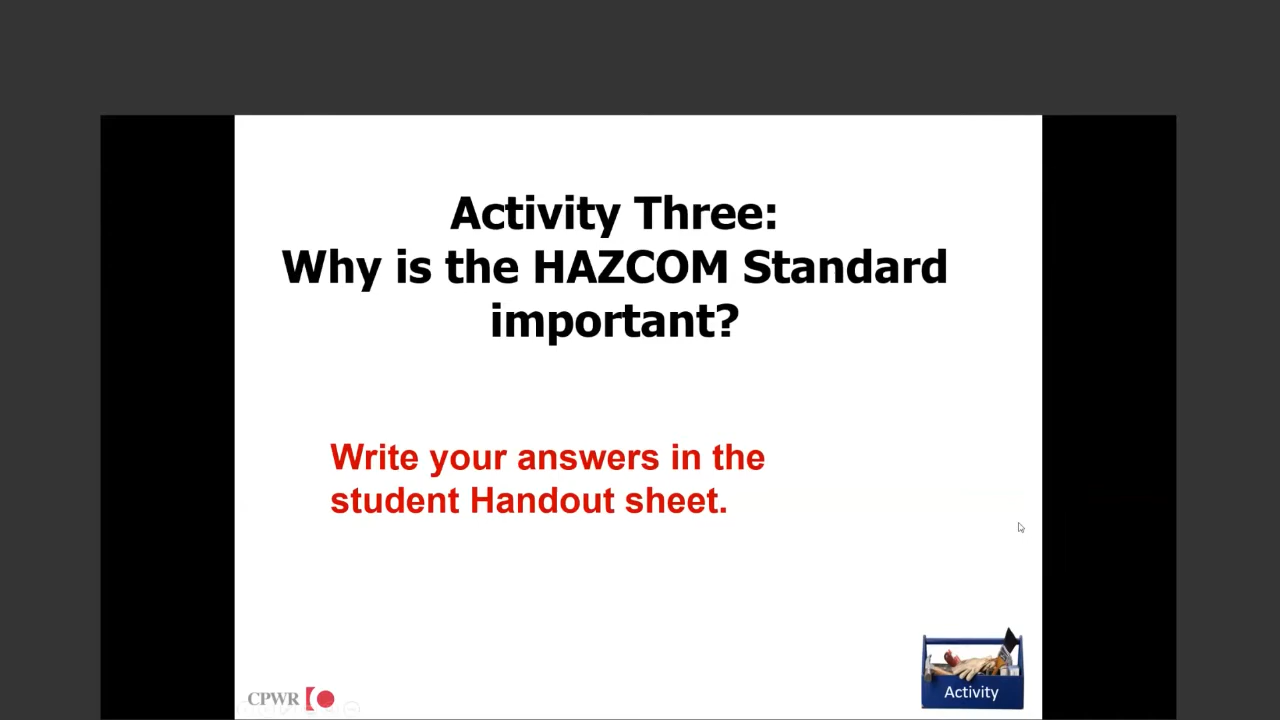 Activity Three:
Why is the HAZCOM Standard
important?
Write your answers in the
student Handout sheet.
Activity
CPWR